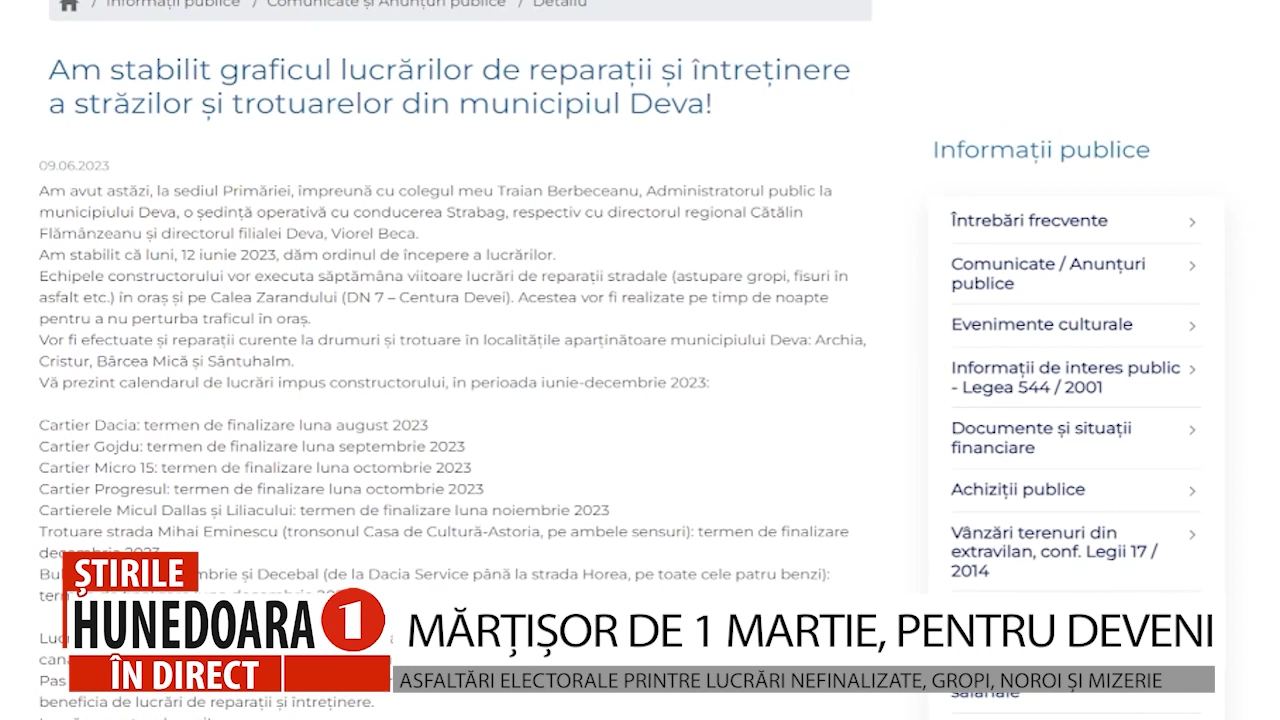 / Informații publice / Comunicate și Anunțuri publice / Detaliu
Am stabilit graficul lucrărilor de reparații și întreținere
a străzilor și trotuarelor din municipiul Deva!
09.06.2023
Am avut astăzi, la sediul Primăriei, împreună cu colegul meu Traian Berbeceanu, Administratorul public la
municipiului Deva, o ședință operativă cu conducerea Strabag, respectiv cu directorul regional Cătălin
Flămânzeanu și directorul filialei Deva, Viorel Beca.
Am stabilit că luni, 12 iunie 2023, dăm ordinul de începere a lucrărilor.
Echipele constructorului vor executa săptămâna viitoare lucrări de reparații stradale (astupare gropi, fisuri în
asfalt etc.) în oraș și pe Calea Zarandului (DN 7 – Centura Devei). Acestea vor fi realizate pe timp de noapte
pentru a nu perturba traficul în oraș.
Vor fi efectuate și reparații curente la drumuri și trotuare în localitățile aparținătoare municipiului Deva: Archia,
Cristur, Bârcea Mică și Sântuhalm.
Vă prezint calendarul de lucrări impus constructorului, în perioada iunie-decembrie 2023:
Cartier Dacia: termen de finalizare luna august 2023
Cartier Gojdu: termen de finalizare luna septembrie 2023
Cartier Micro 15: termen de finalizare luna octombrie 2023
Cartier Progresul: termen de finalizare luna octombrie 2023
Cartierele Micul Dallas și Liliacului: termen de finalizare luna noiembrie 2023
Trotuare strada Mihai Eminescu (tronsonul Casa de Cultură-Astoria, pe ambele sensuri): termen de finalizare
decembrie 2023
și Decebal (de la Dacia Service până la strada Horea, pe toate cele patru benzi):
beneficia de lucrări de reparații și întreținere.
Informații publice
Întrebări frecvente
Comunicate / Anunțuri
publice
Evenimente culturale
Informații de interes public
- Legea 544 / 2001
Documente și situații
financiare
Achiziții publice
Vânzări terenuri din
extravilan, conf. Legii 17 /
2014
salariale
ȘTIRILE
HUNEDOARA 1
ÎN DIRECT
MĂRȚIȘOR DE 1 MARTIE, PENTRU DEVENI
ASFALTĂRI ELECTORALE PRINTRE LUCRĂRI NEFINALIZATE, GROPI, NOROI ȘI MIZERIE